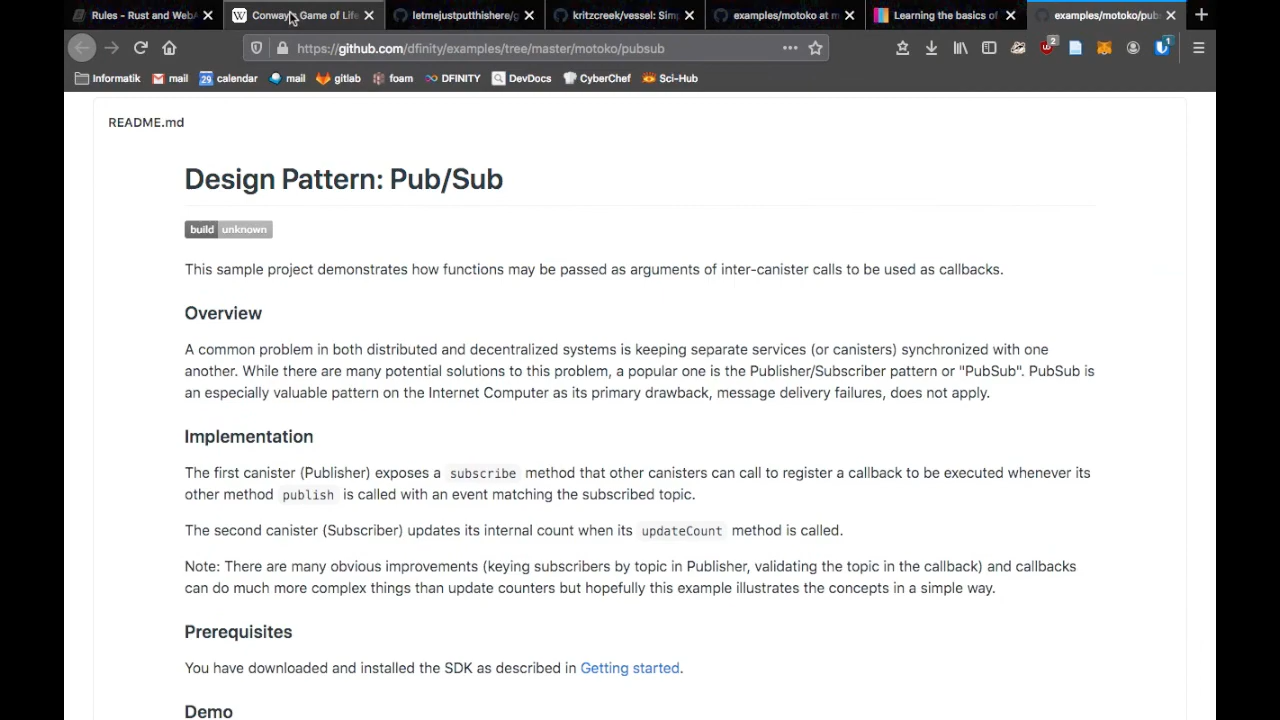 Rules - Rust and WebA
W Conway's Game of Life
letmejustputthishere/g
kritzcreek/vessel: Sim
examples/motoko at m
Learning the basics of
examples/motoko/pub
https://github.com/dfinity/examples/tree/master/motoko/pubsub
2
1
Informatik
mail
29 calendar
mail
gitlab
foam
DFINITY
DevDocs
CyberChef
Sci-Hub
README.md
Design Pattern: Pub/Sub
build unknown
This sample project demonstrates how functions may be passed as arguments of inter-canister calls to be used as callbacks.
Overview
A common problem in both distributed and decentralized systems is keeping separate services (or canisters) synchronized with one
another. While there are many potential solutions to this problem, a popular one is the Publisher/Subscriber pattern or "PubSub". PubSub is
an especially valuable pattern on the Internet Computer as its primary drawback, message delivery failures, does not apply.
Implementation
The first canister (Publisher) exposes a subscribe method that other canisters can call to register a callback to be executed whenever its
other method publish is called with an event matching the subscribed topic.
The second canister (Subscriber) updates its internal count when its updateCount method is called.
Note: There are many obvious improvements (keying subscribers by topic in Publisher, validating the topic in the callback) and callbacks
can do much more complex things than update counters but hopefully this example illustrates the concepts in a simple way.
Prerequisites
You have downloaded and installed the SDK as described in Getting started.
Demo